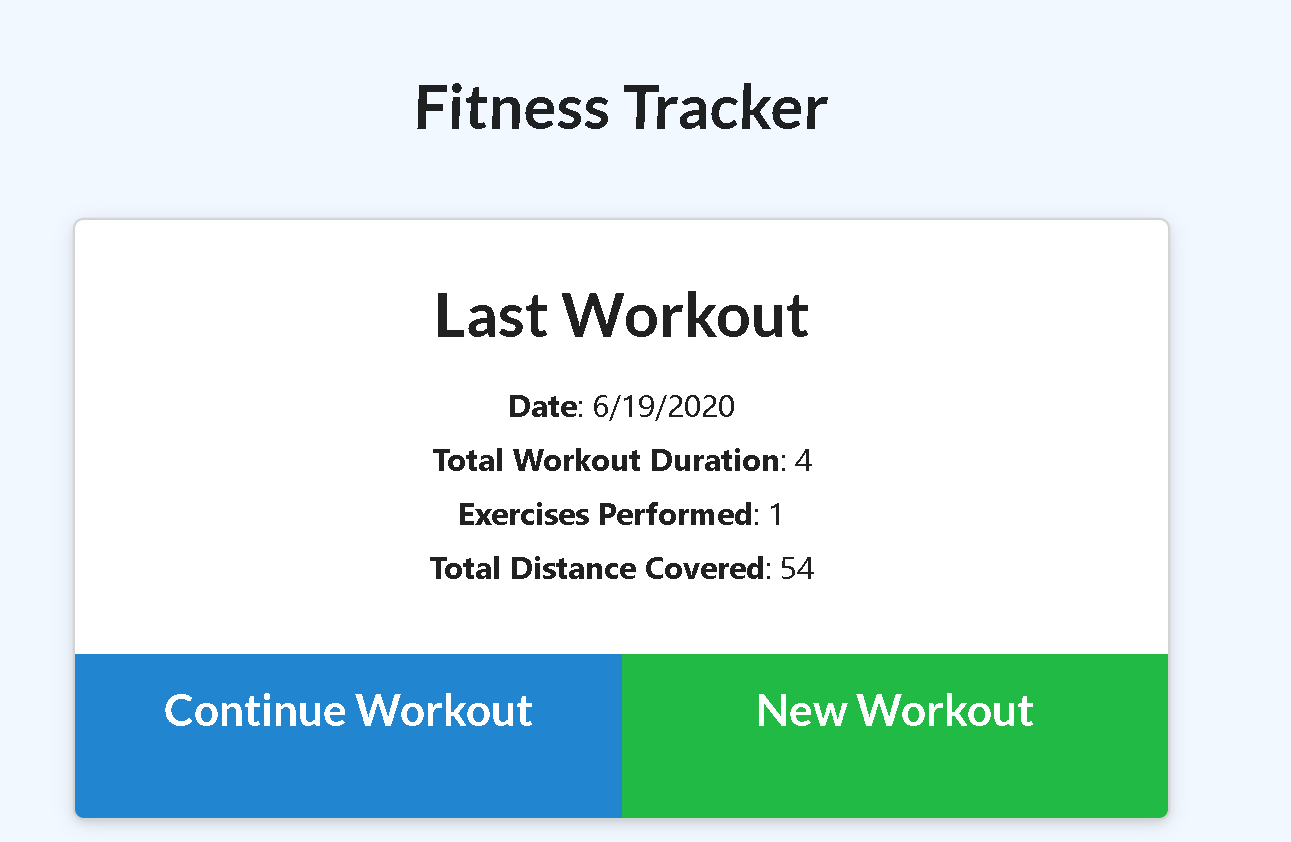 Fitness Tracker
Last Workout
Date: 6/19/2020
Total Workout Duration: 4
Exercises Performed: 1
Total Distance Covered: 54
Continue Workout
New Workout